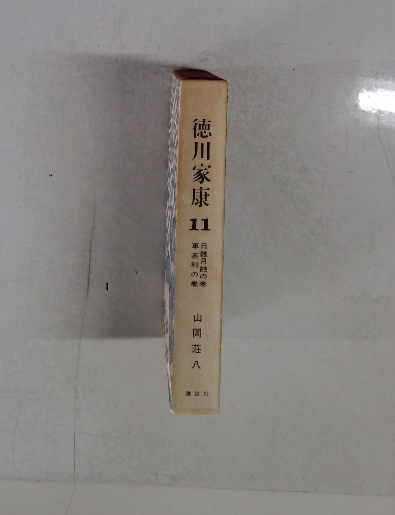 徳川家康
11
日蝕月蝕の巻
軍茶利の巻
山岡荘八
講談社